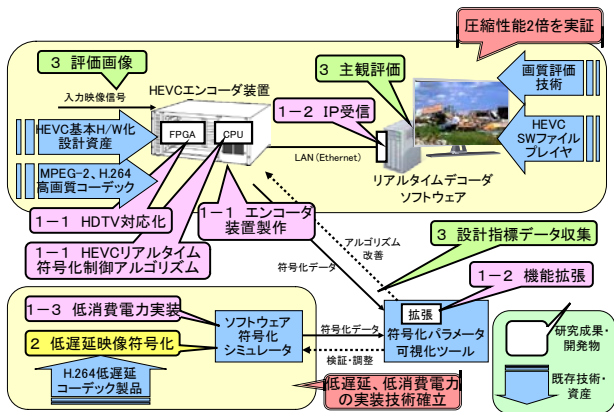 圧縮性能2倍を実証
3 評価画像
HEVCエンコーダ装置
3 主観評価
画質評価
技術
入力映像信号
1-2 IP受信
HEVC基本H/W化
設計資産
FPGA
CPU
HEVC
SWファイル
プレイヤ
LAN(Ethernet)
MPEG-2、H.264
高画質コーデック
リアルタイムデコーダ
ソフトウェア
1-1 HDTV対応化
1-1 エンコーダ
装置製作
1-1 HEVCリアルタイム
符号化制御アルゴリズム
アルゴリズム
改善
3 設計指標データ収集
符号化データ
1-2 機能拡張
1-3 低消費電力実装
2 低遅延映像符号化
ソフトウェア
符号化
シミュレータ
符号化データ
検証・調整
拡張
符号化パラメータ
可視化ツール
研究成果・
開発物
H.264低遅延
コーデック製品
低遅延、低消費電力
の実装技術確立
既存技術・
資産